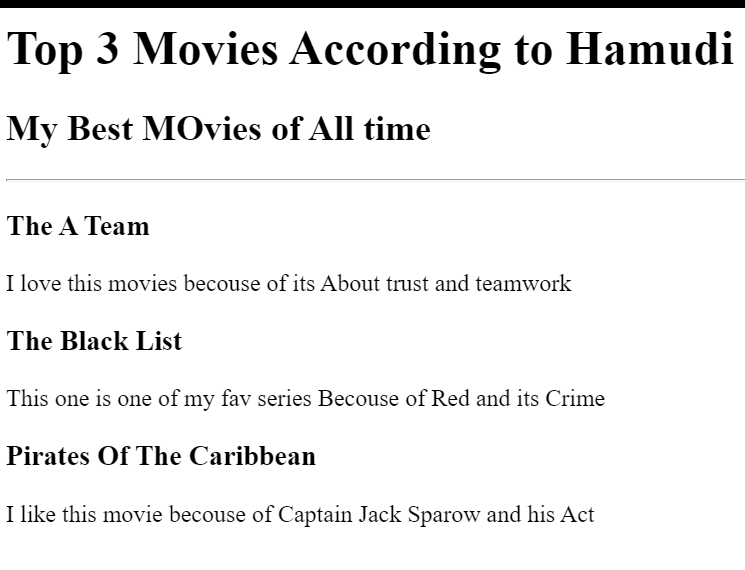 Top 3 Movies According to Hamudi
My Best MOvies of All time
The A Team
I love this movies becouse of its About trust and teamwork
The Black List
This one is one of my fav series Becouse of Red and its Crime
Pirates Of The Caribbean
I like this movie becouse of Captain Jack Sparow and his Act